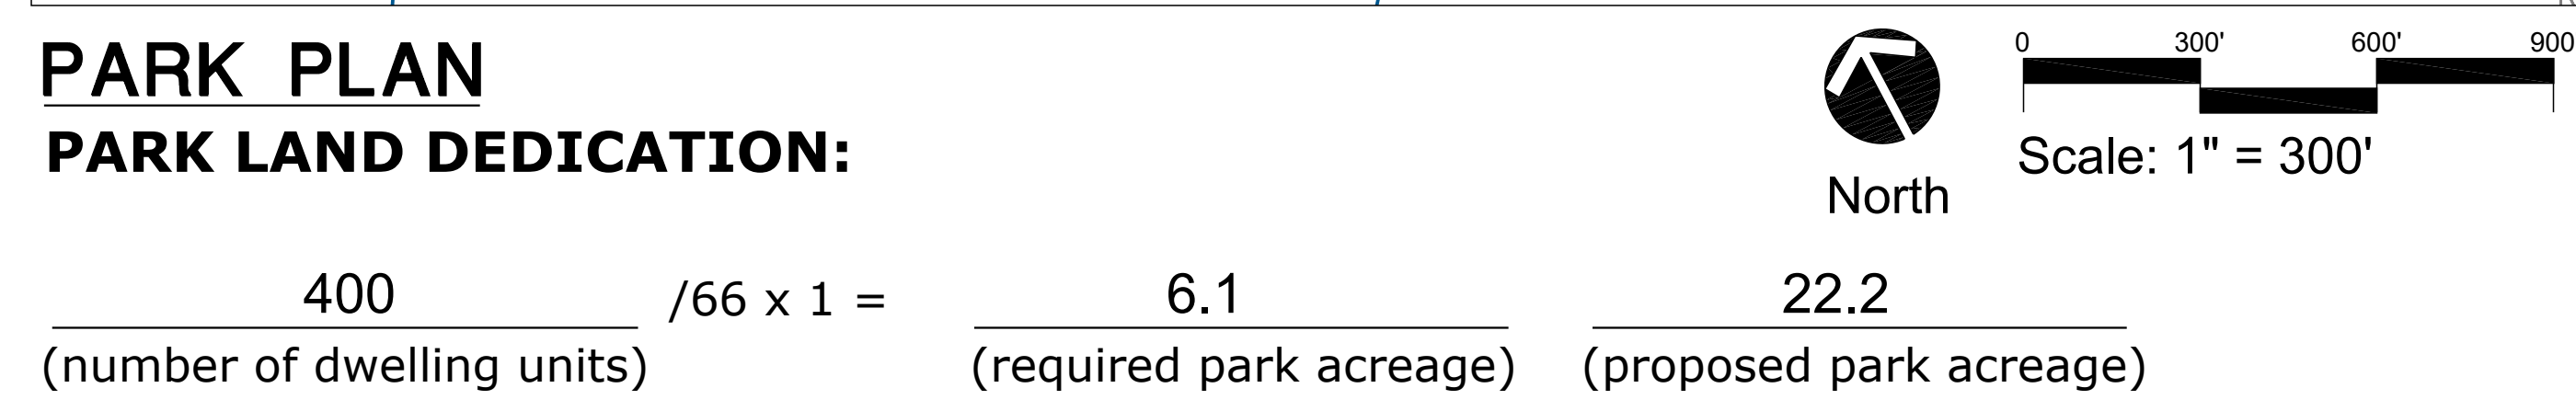 PARK PLAN
PARK LAND DEDICATION:
North
0 300' 600' 900
Scale: 1" = 300'
400 /66 x 1 = 6.1 22.2
(number of dwelling units) (required park acreage) (proposed park acreage)